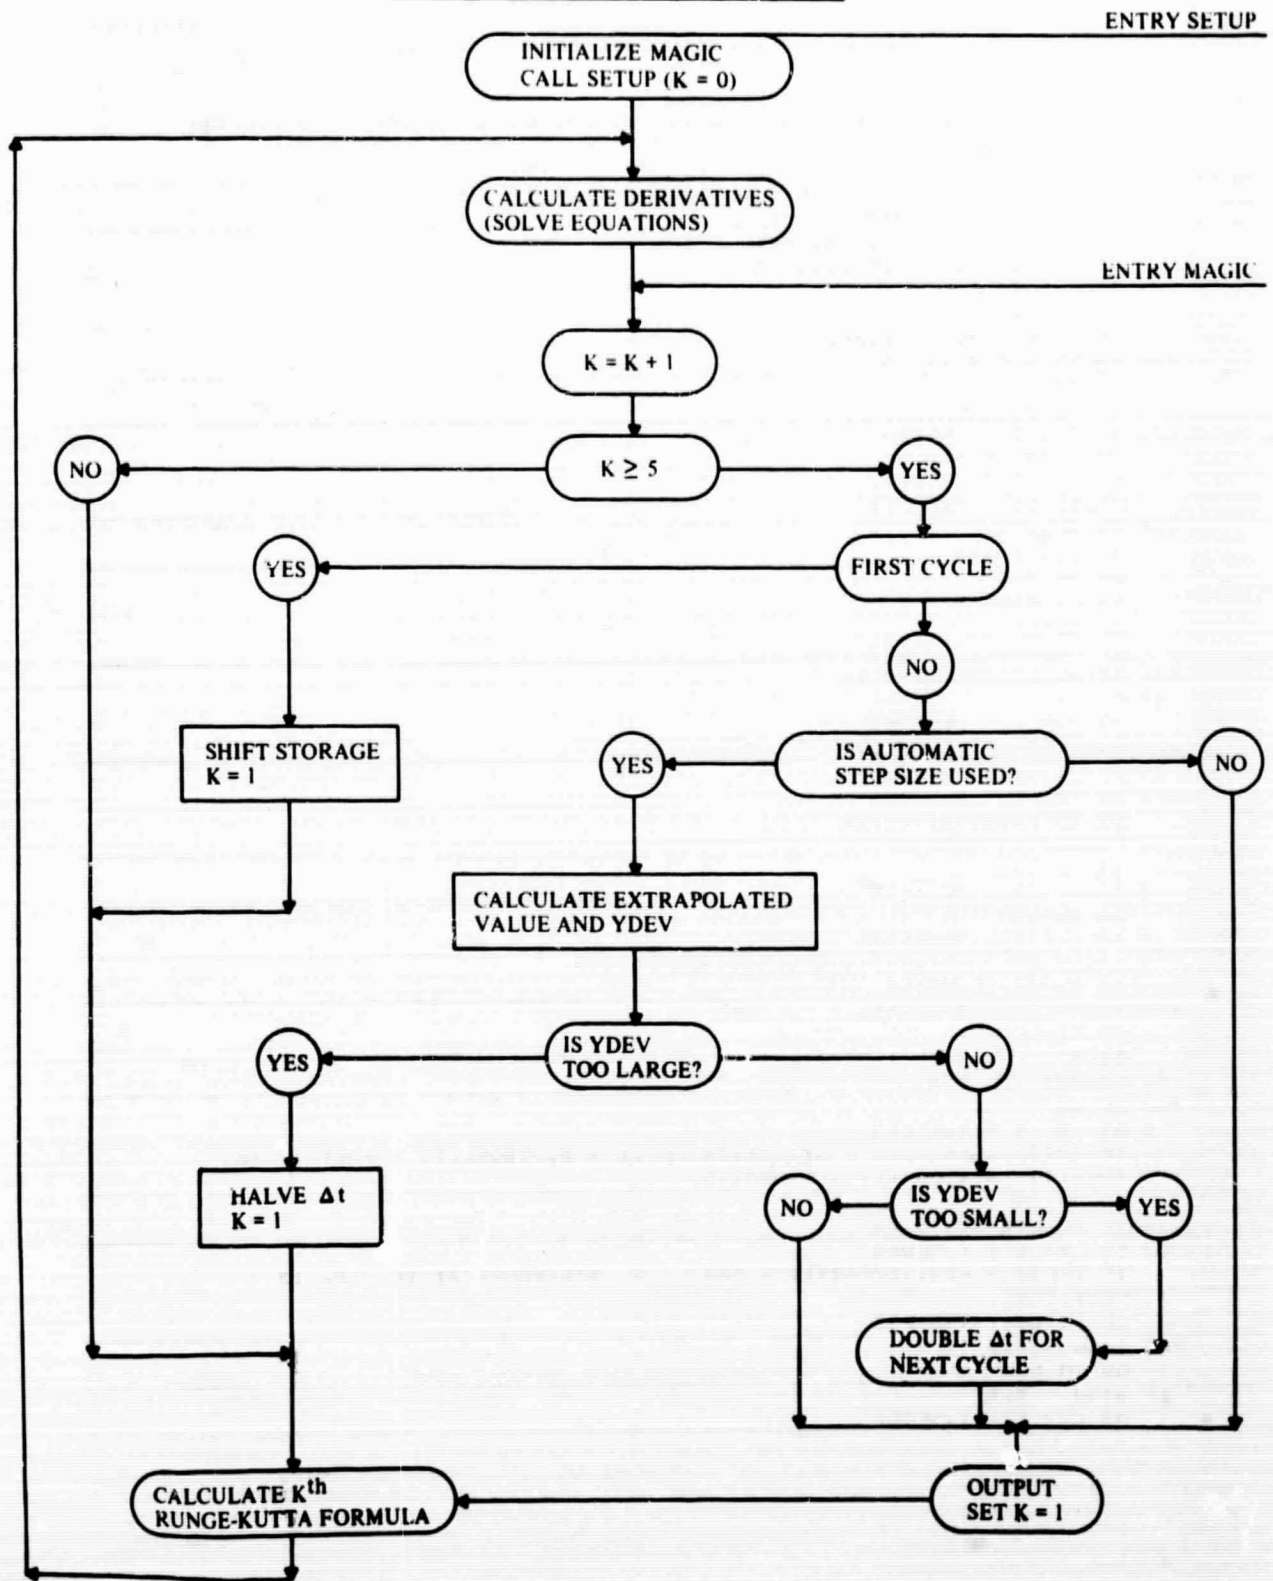 ENTRY SETUP
INITIALIZE MAGIC
CALL SETUP (K = 0)
CALCULATE DERIVATIVES
(SOLVE EQUATIONS)
ENTRY MAGIC
K = K + 1
NO
K ≥ 5
YES
YES
FIRST CYCLE
NO
SHIFT STORAGE
K = 1
YES
IS AUTOMATIC
STEP SIZE USED?
NO
CALCULATE EXTRAPOLATED
VALUE AND YDEV
YES
IS YDEV
TOO LARGE?
NO
HALVE Δt
K = 1
NO
IS YDEV
TOO SMALL?
YES
DOUBLE Δt FOR
NEXT CYCLE
CALCULATE Kth
RUNGE-KUTTA FORMULA
OUTPUT
SET K = 1